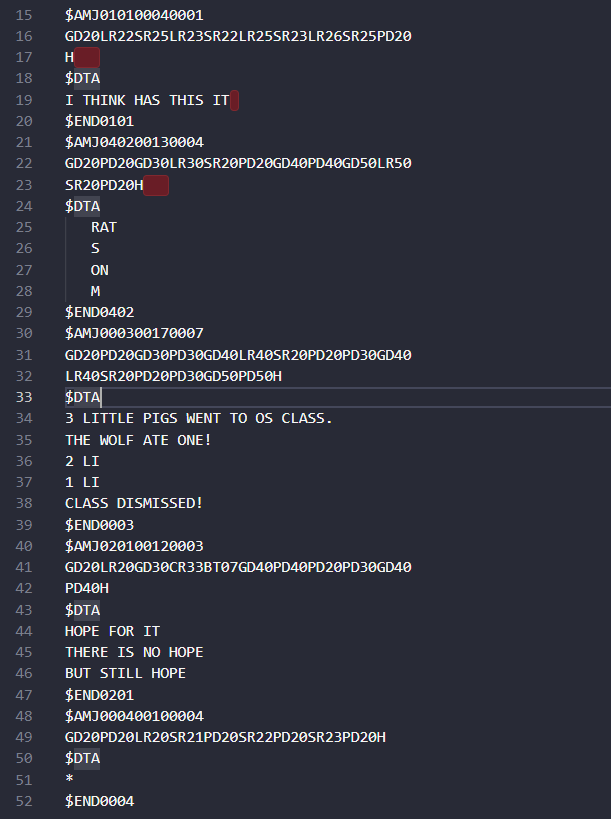 15 $AMJ010100040001
16 GD20LR22SR25LR23SR22LR25SR23LR26SR25PD20
17 H
18 $DTA
19 I THINK HAS THIS IT
20 $END0101
21 $AMJ040200130004
22 GD20PD20GD30LR30SR20PD20GD40PD40GD50LR50
23 SR20PD20H
24 $DTA
25 RAT
26 S
27 ON
28 M
29 $END0402
30 $AMJ000300170007
31 GD20PD20GD30PD30GD40LR40SR20PD20PD30GD40
32 LR40SR20PD20PD30GD50PD50H
33 $DTA
34 3 LITTLE PIGS WENT TO OS CLASS.
35 THE WOLF ATE ONE!
36 2 LI
37 1 LI
38 CLASS DISMISSED!
39 $END0003
40 $AMJ020100120003
41 GD20LR20GD30CR33BT07GD40PD40PD20PD30GD40
42 PD40H
43 $DTA
44 HOPE FOR IT
45 THERE IS NO HOPE
46 BUT STILL HOPE
47 $END0201
48 $AMJ000400100004
49 GD20PD20LR20SR21PD20SR22PD20SR23PD20H
50 $DTA
51 *
52 $END0004